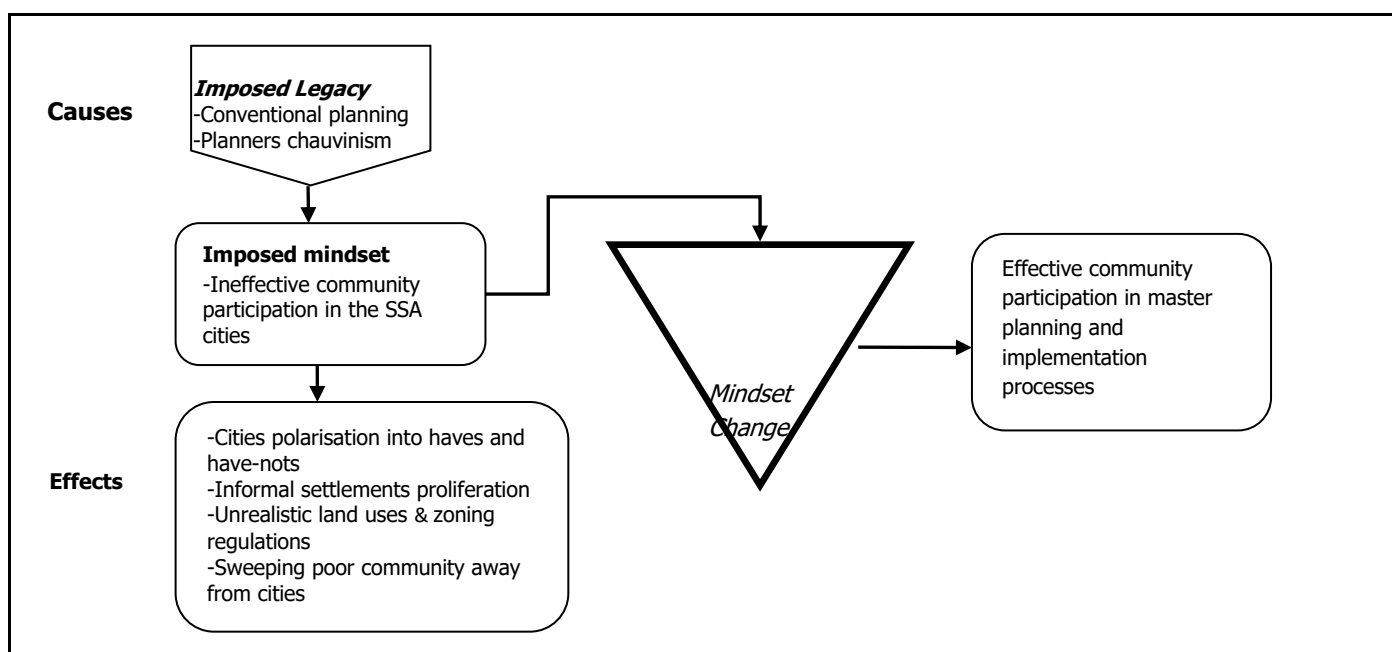 Causes
Imposed Legacy
-Conventional planning
-Planners chauvinism
Imposed mindset
-Ineffective community
participation in the SSA
cities
Mindset
Change
Effective community
participation in master
planning and
implementation
processes
Effects
-Cities polarisation into haves and
have-nots
-Informal settlements proliferation
-Unrealistic land uses & zoning
regulations
-Sweeping poor community away
from cities